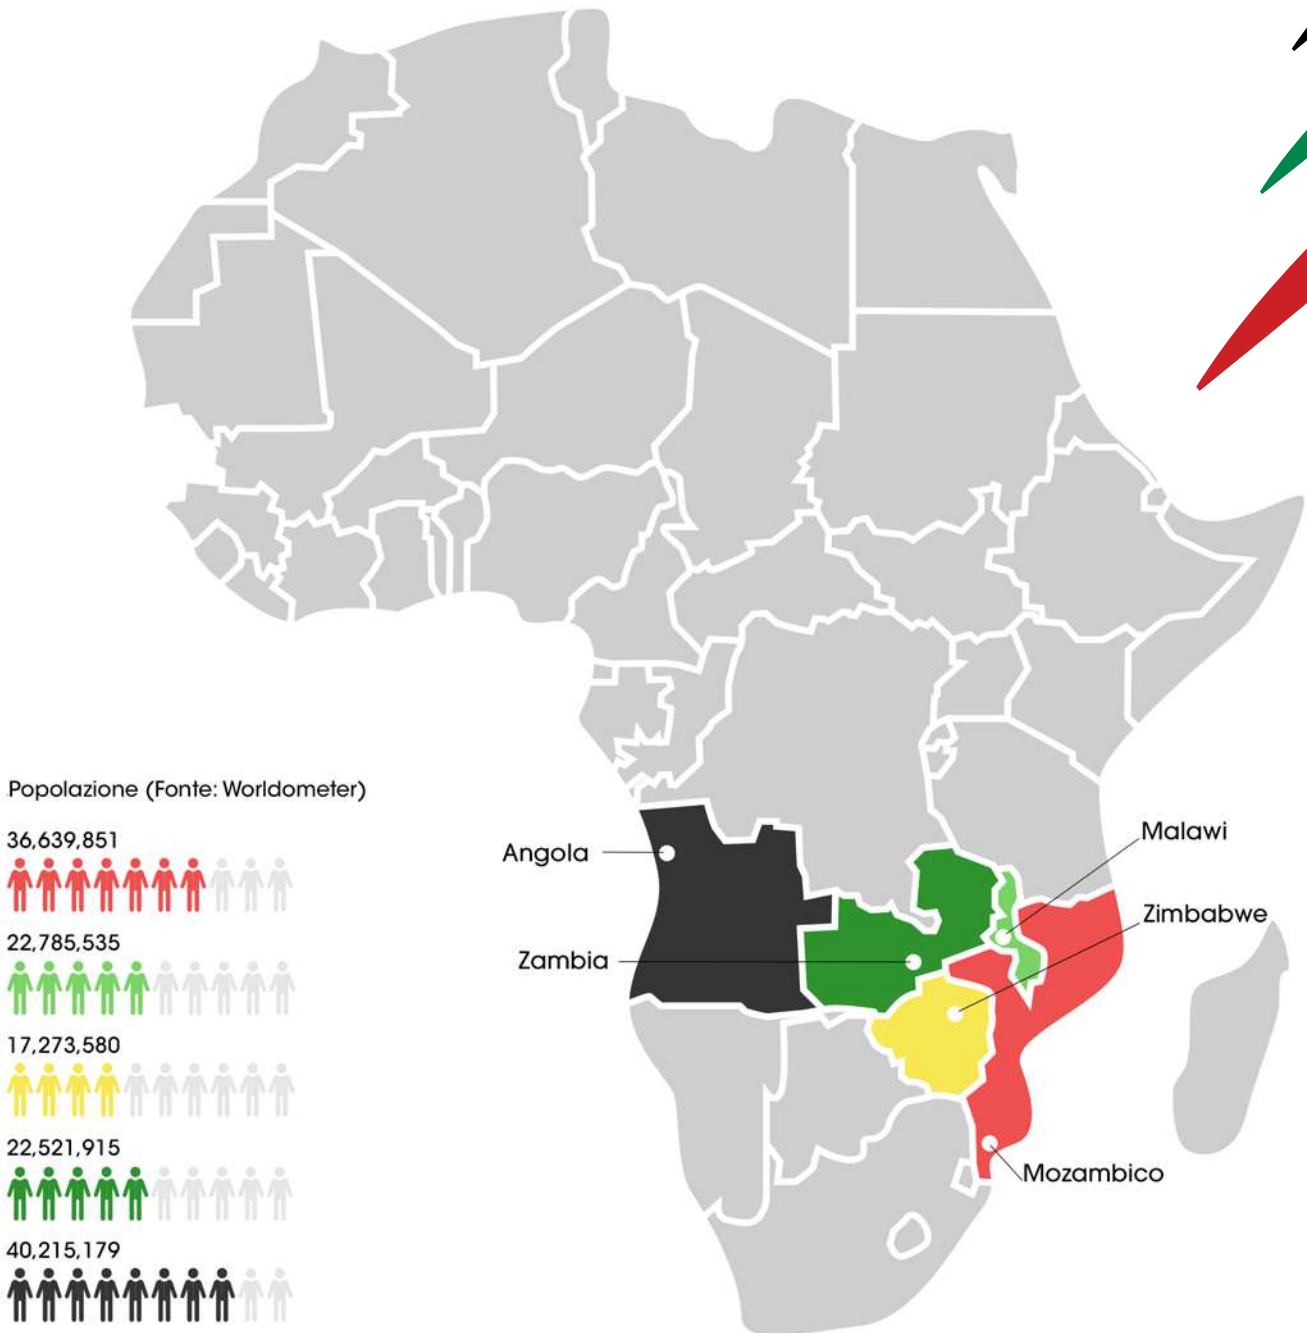 Popolazione (Fonte: Worldometer)
36,639,851
22,785,535
17,273,580
22,521,915
40,215,179
Angola
Zambia
Malawi
Zimbabwe
Mozambico